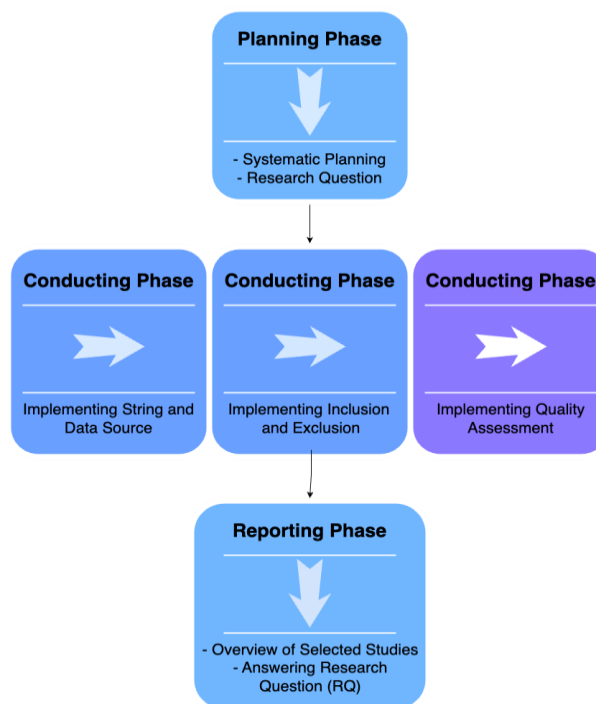 Planning Phase
- Systematic Planning
- Research Question
Conducting Phase
Implementing String and
Data Source
Conducting Phase
Implementing Inclusion
and Exclusion
Conducting Phase
Implementing Quality
Assessment
Reporting Phase
- Overview of Selected Studies
- Answering Research
Question (RQ)